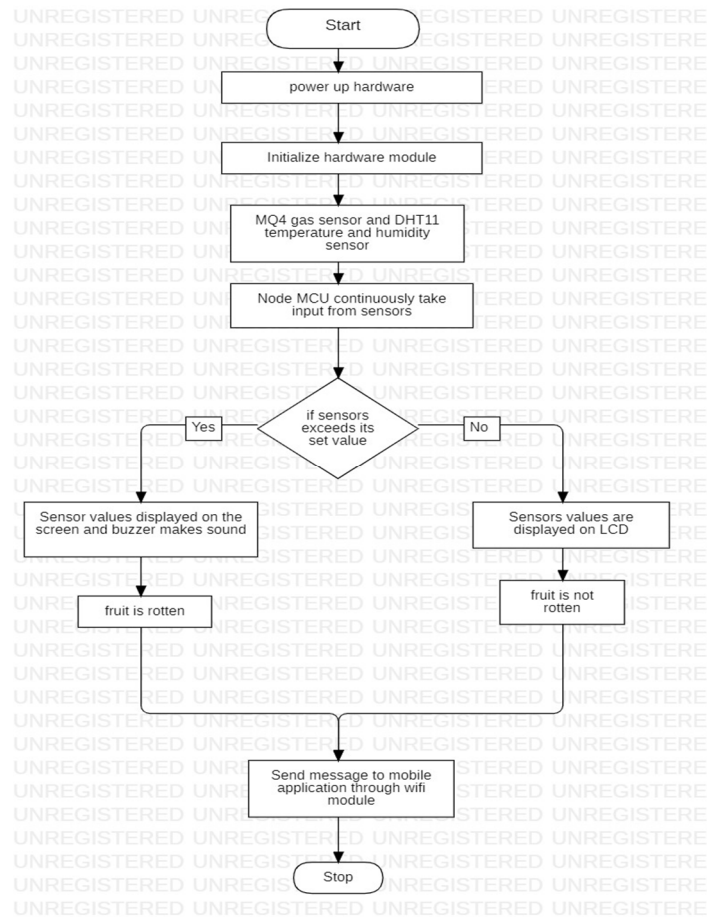 Start
power up hardware
Initialize hardware module
MQ4 gas sensor and DHT11
temperature and humidity
sensor
Node MCU continuously take
input from sensors
if sensors
exceeds its
set value
Yes
No
Sensor values displayed on the
screen and buzzer makes sound
Sensors values are
displayed on LCD
fruit is rotten
fruit is not
rotten
Send message to mobile
application through wifi
module
Stop
UNREGISTERED